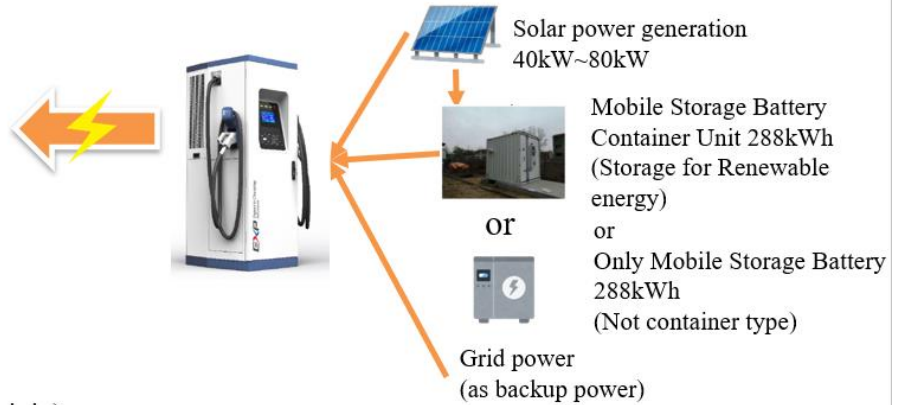 Solar power generation
40kW~80kW
Mobile Storage Battery
Container Unit 288kWh
(Storage for Renewable
energy)
or
or
Only Mobile Storage Battery
288kWh
(Not container type)
Grid power
(as backup power)
EXP